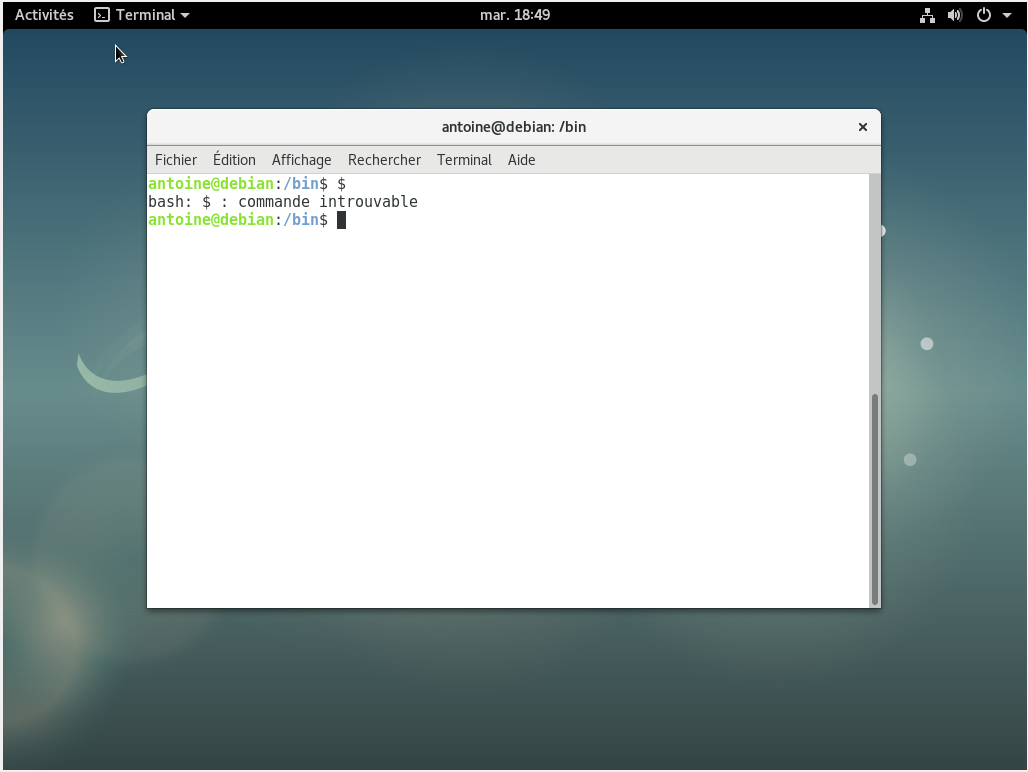 Activités Terminal mar. 18:49
antoine@debian: /bin ×
Fichier Édition Affichage Rechercher Terminal Aide
antoine@debian:/bin$ $
bash: $ : commande introuvable
antoine@debian:/bin$